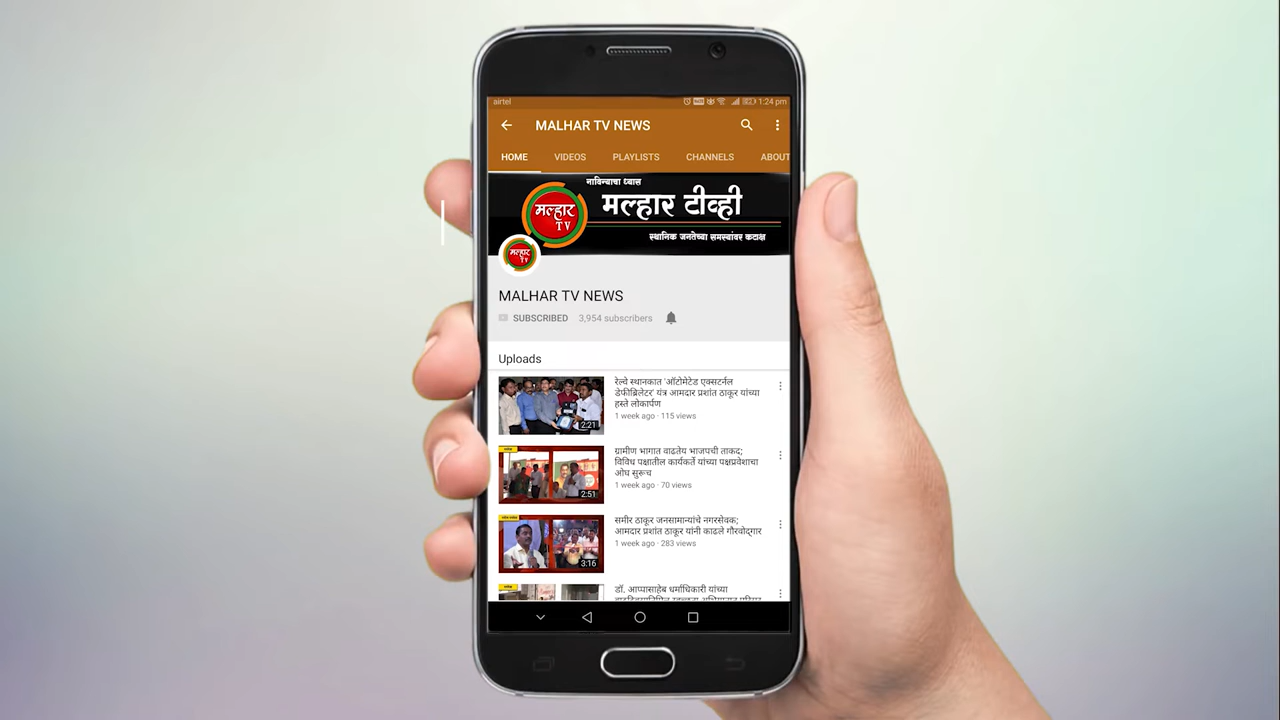 airtel
1:24 pm
MALHAR TV NEWS
HOME VIDEOS PLAYLISTS CHANNELS ABOUT
नाविन्याचा ध्यास
मल्हार टीव्ही
स्थानिक जनतेच्या समस्यांवर कटाक्ष
मल्हार
TV
मल्हार
TV
MALHAR TV NEWS
SUBSCRIBED 3,954 subscribers
Uploads
रेल्वे स्थानकात 'ऑटोमेटेड एक्सटर्नल
डेफीब्रिलेटर' यंत्र आमदार प्रशांत ठाकूर यांच्या
हस्ते लोकार्पण
1 week ago · 115 views
2:21
ग्रामीण भागात वाढतेय भाजपची ताकद;
विविध पक्षातील कार्यकर्ते यांच्या पक्षप्रवेशाचा
ओघ सुरूच
1 week ago · 70 views
2:51
समीर ठाकूर जनसामान्यांचे नगरसेवक;
आमदार प्रशांत ठाकूर यांनी काढले गौरवोद्गार
1 week ago · 283 views
3:16
डॉ. आप्पासाहेब धर्माधिकारी यांच्या